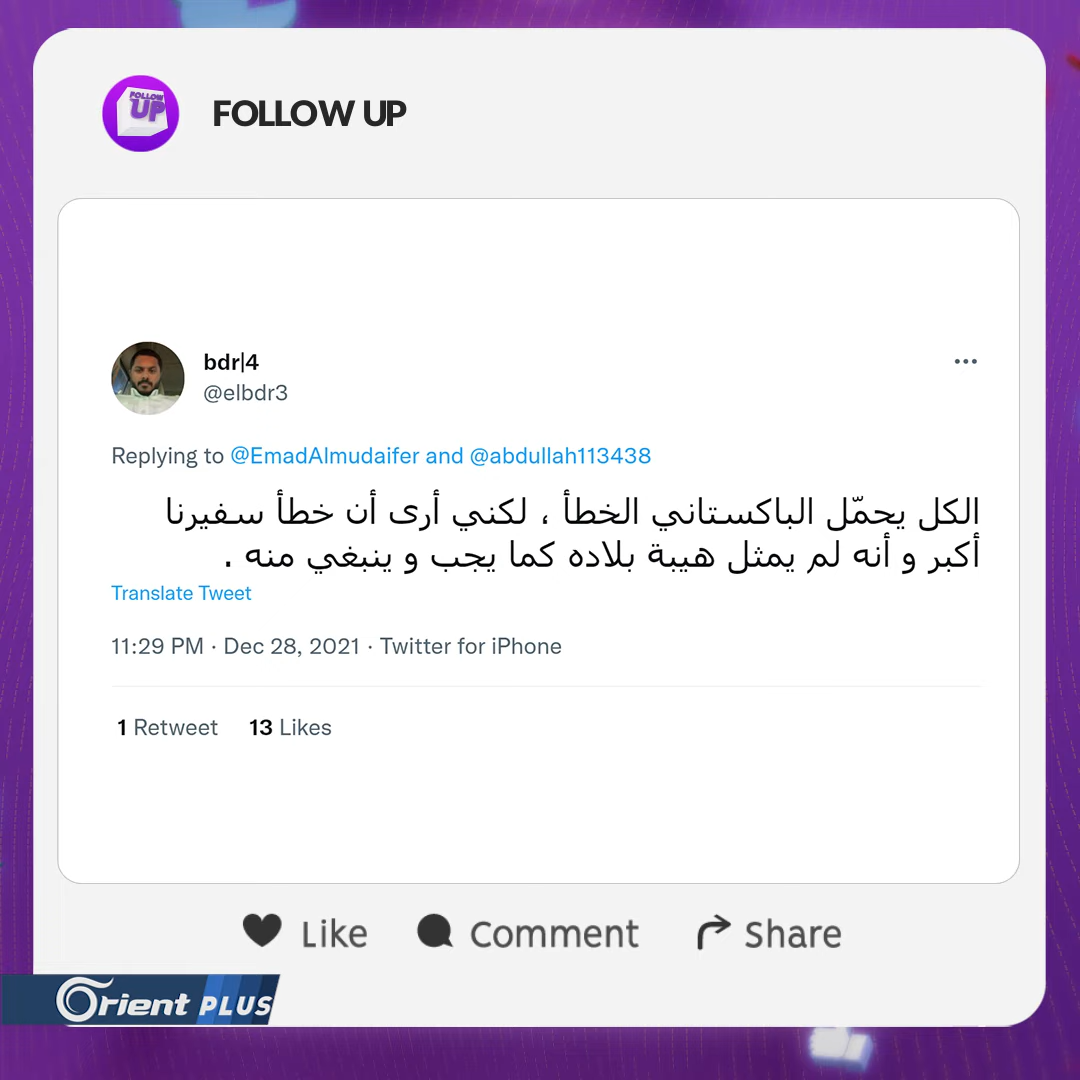 FOLLOW UP
FOLLOW UP
bdr|4
@elbdr3
Replying to @EmadAlmudaifer and @abdullah113438
الكل يحمّل الباكستاني الخطأ ، لكني أرى أن خطأ سفيرنا
أكبر و أنه لم يمثل هيبة بلاده كما يجب و ينبغي منه .
Translate Tweet
11:29 PM · Dec 28, 2021 · Twitter for iPhone
1 Retweet 13 Likes
Like Comment Share
Orient PLUS